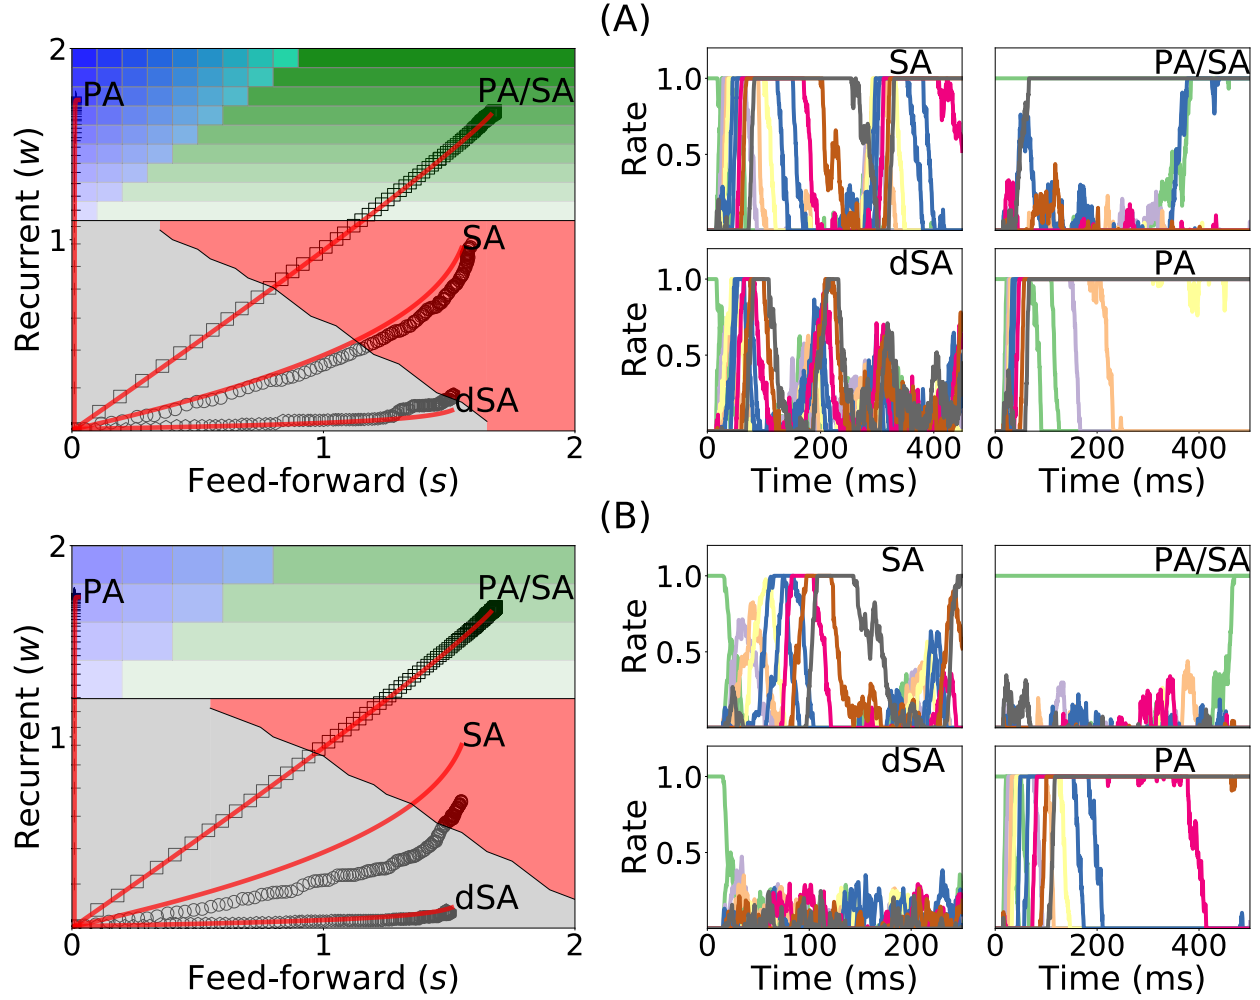 (A)
2
1
0
Recurrent (w)
PA
PA/SA
SA
dSA
0
1
2
Feed-forward (s)
1.0
0.5
Rate
SA
PA/SA
1.0
0.5
Rate
dSA
PA
0
200
400
Time (ms)
0
200
400
Time (ms)
(B)
2
1
Recurrent (w)
PA
PA/SA
SA
dSA
0
1
2
Feed-forward (s)
1.0
0.5
Rate
SA
PA/SA
1.0
0.5
Rate
dSA
PA
0
100
200
Time (ms)
0
200
400
Time (ms)